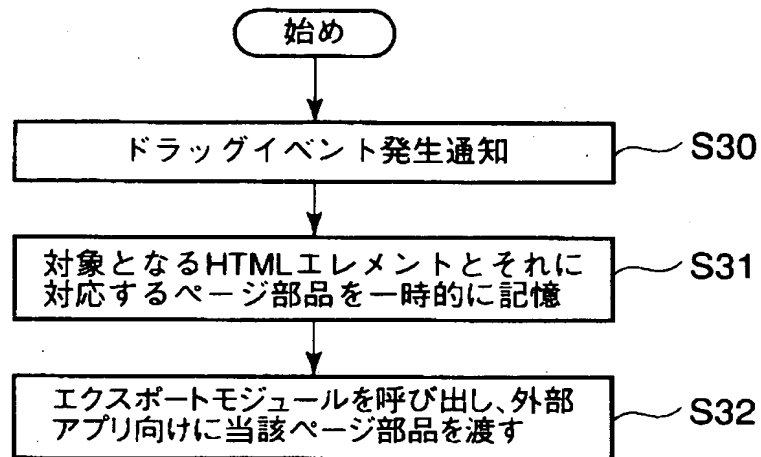 始め
ドラッグイベント発生通知
S30
対象となるHTMLエレメントとそれに
対応するページ部品を一時的に記憶
S31
エクスポートモジュールを呼び出し、外部
アプリ向けに当該ページ部品を渡す
S32